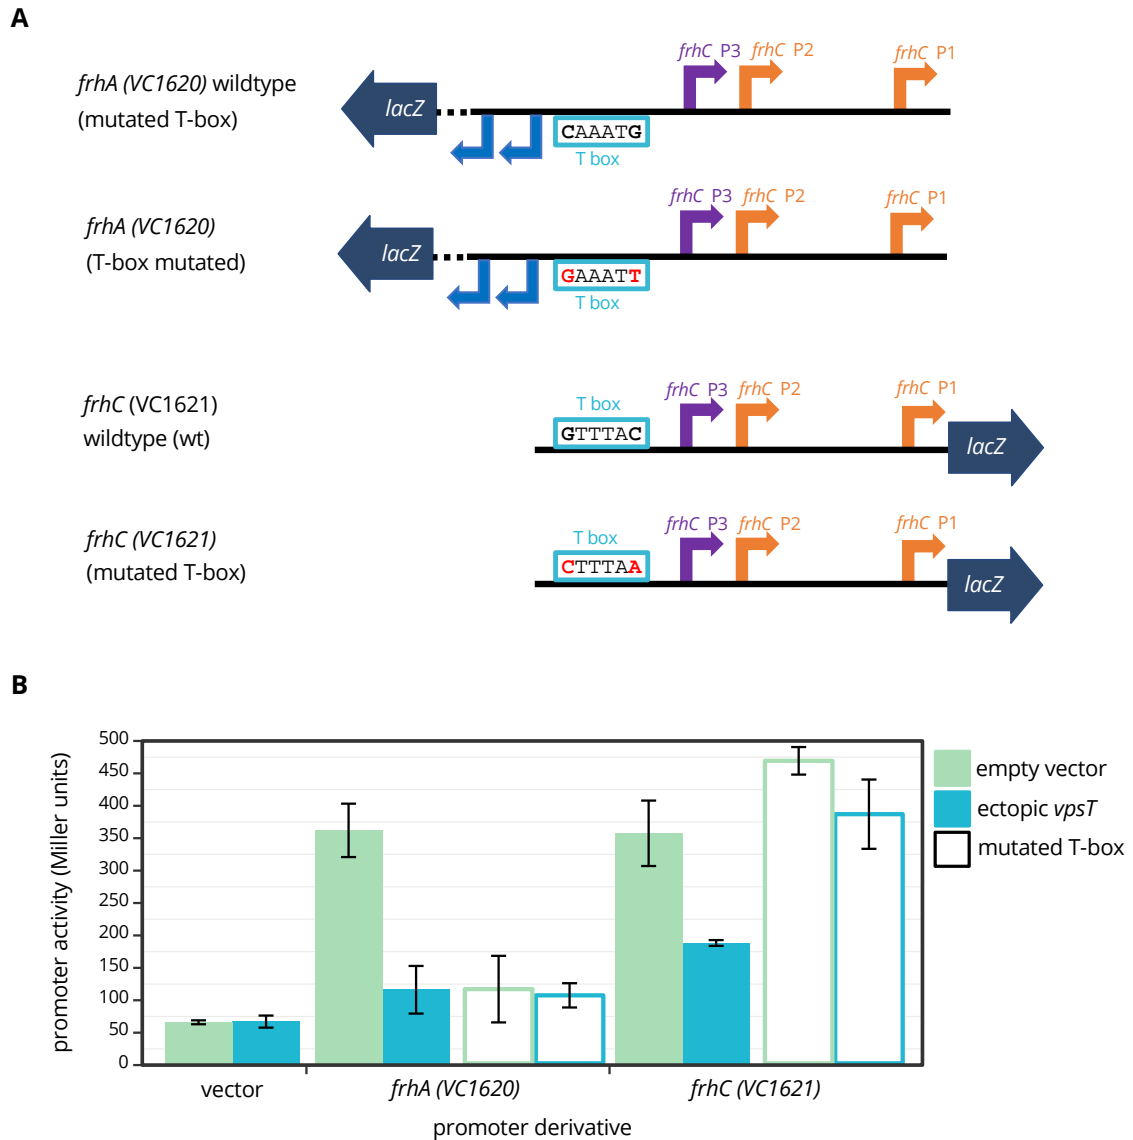 A
frhC P3 frhC P2 frhC P1
frhA (VC1620) wildtype
(mutated T-box)
lacZ
CAAATG
T box
frhC P3 frhC P2 frhC P1
frhA (VC1620)
(T-box mutated)
lacZ
GAAATT
T box
frhC P3 frhC P2 frhC P1
frhC (VC1621)
wildtype (wt)
T box
GTTTAC
lacZ
frhC P3 frhC P2 frhC P1
frhC (VC1621)
(mutated T-box)
T box
CTTTAA
lacZ
B
promoter activity (Miller units)
500
450
400
350
300
250
200
150
100
50
0
empty vector
ectopic vpsT
mutated T-box
vector frhA (VC1620) frhC (VC1621)
promoter derivative